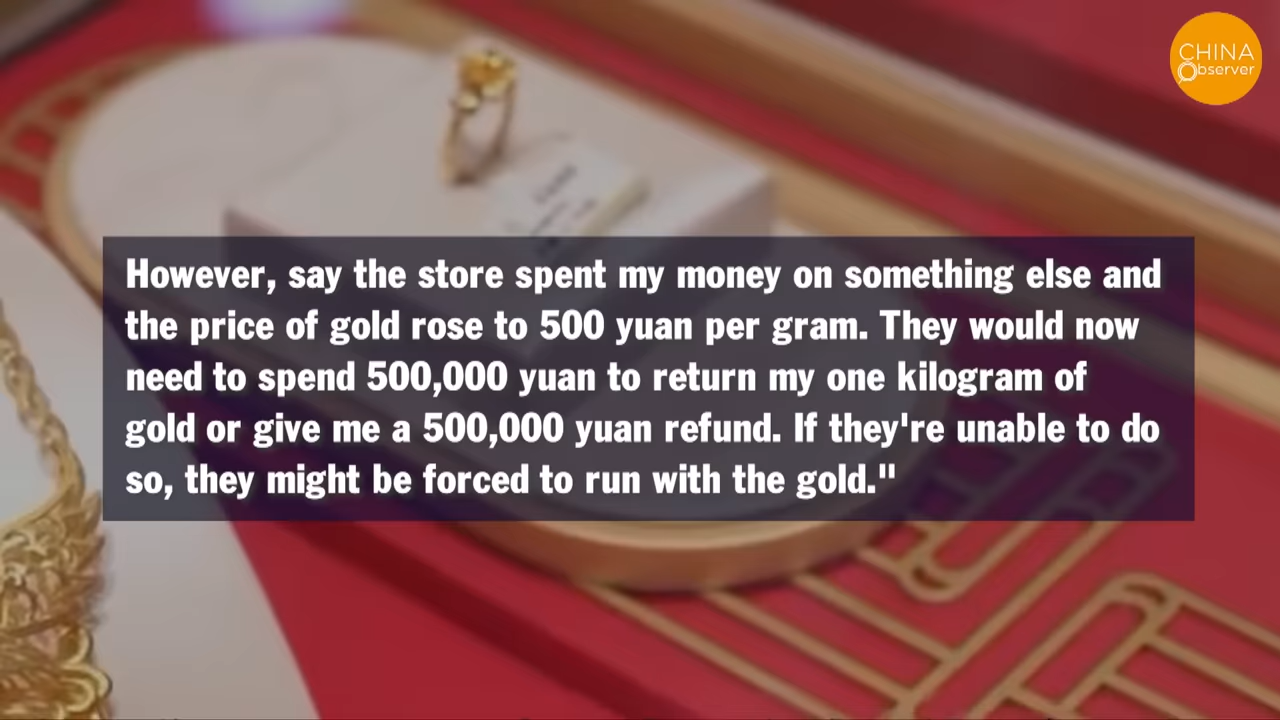 CHINA
Observer
However, say the store spent my money on something else and
the price of gold rose to 500 yuan per gram. They would now
need to spend 500,000 yuan to return my one kilogram of
gold or give me a 500,000 yuan refund. If they're unable to do
so, they might be forced to run with the gold."